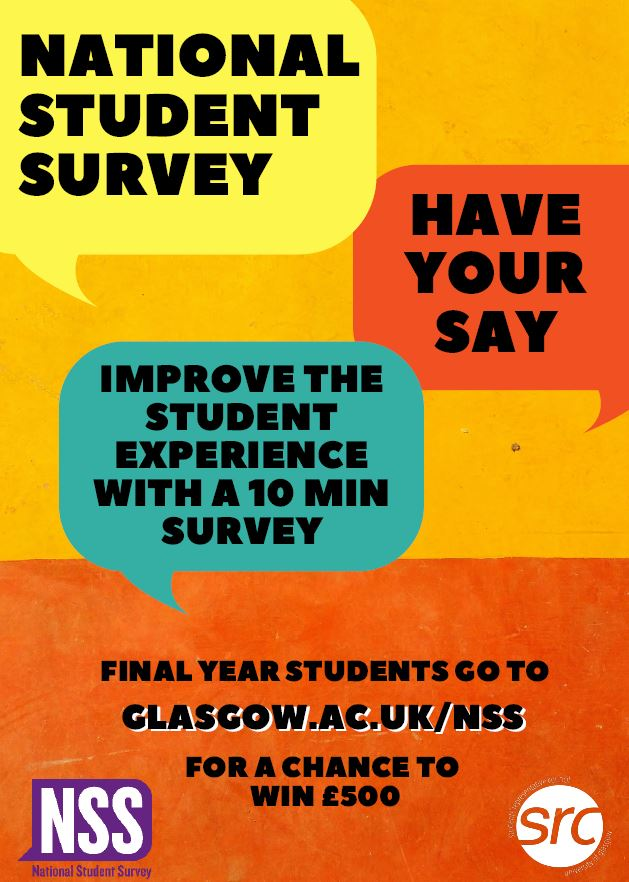 NATIONAL
STUDENT
SURVEY
HAVE
YOUR
SAY
IMPROVE THE
STUDENT
EXPERIENCE
WITH A 10 MIN
SURVEY
FINAL YEAR STUDENTS GO TO
GLASGOW.AC.UK/NSS
FOR A CHANCE TO
WIN £500
NSS
National Student Survey
src